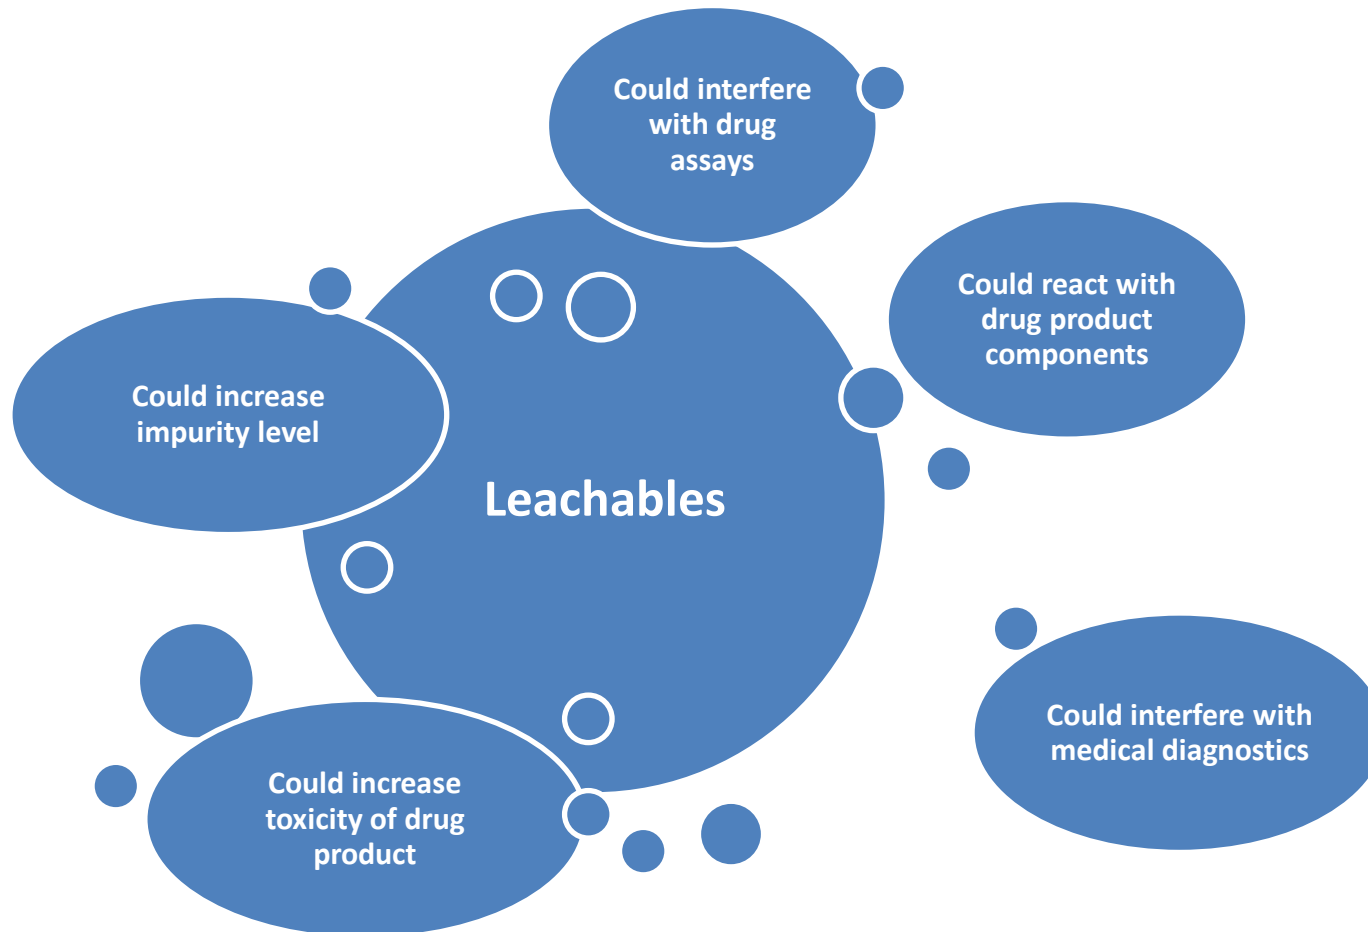 Could interfere
with drug
assays
Could react with
drug product
components
Could increase
impurity level
Leachables
Could interfere with
medical diagnostics
Could increase
toxicity of drug
product